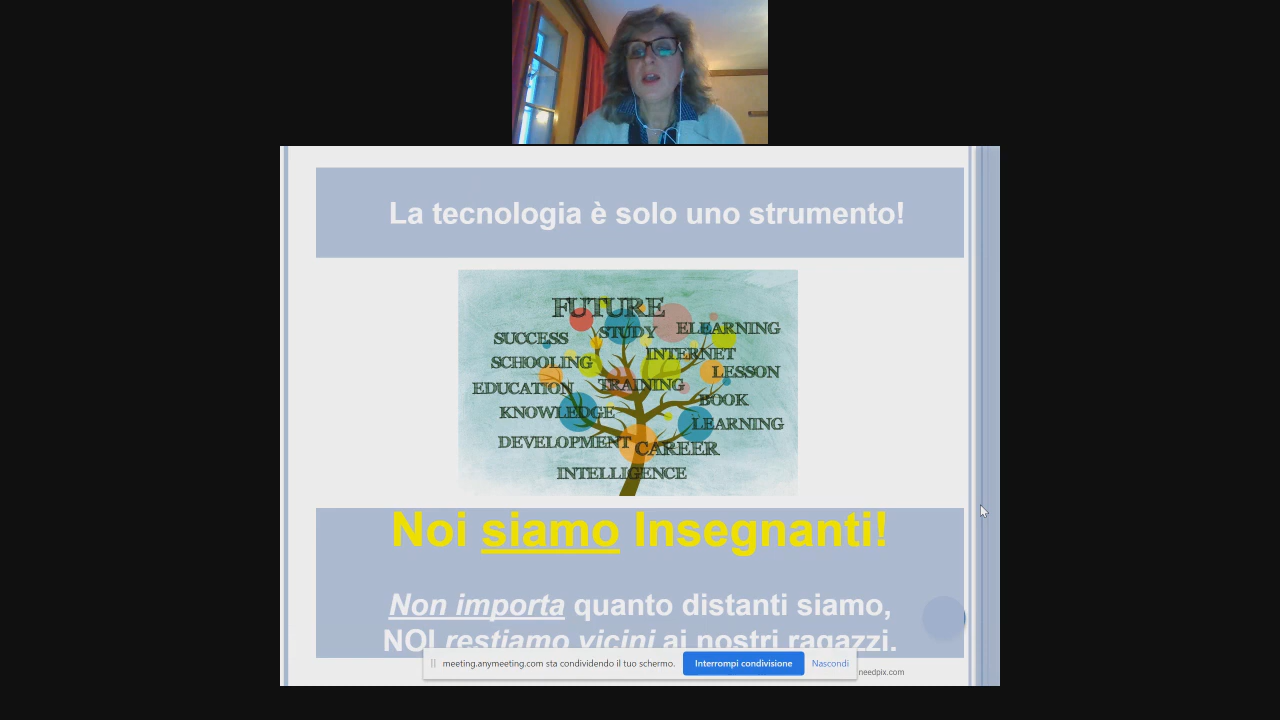 La tecnologia è solo uno strumento!
FUTURE
SUCCESS
STUDY
ELEARNING
SCHOOLING
INTERNET
LESSON
EDUCATION
TRAINING
BOOK
KNOWLEDGE
LEARNING
DEVELOPMENT
CAREER
INTELLIGENCE
Noi siamo Insegnanti!
Non importa quanto distanti siamo,
NOI restiamo vicini ai nostri ragazzi.
meeting.anymeeting.com sta condividendo il tuo schermo.
Interrompi condivisione
Nascondi
needpix.com